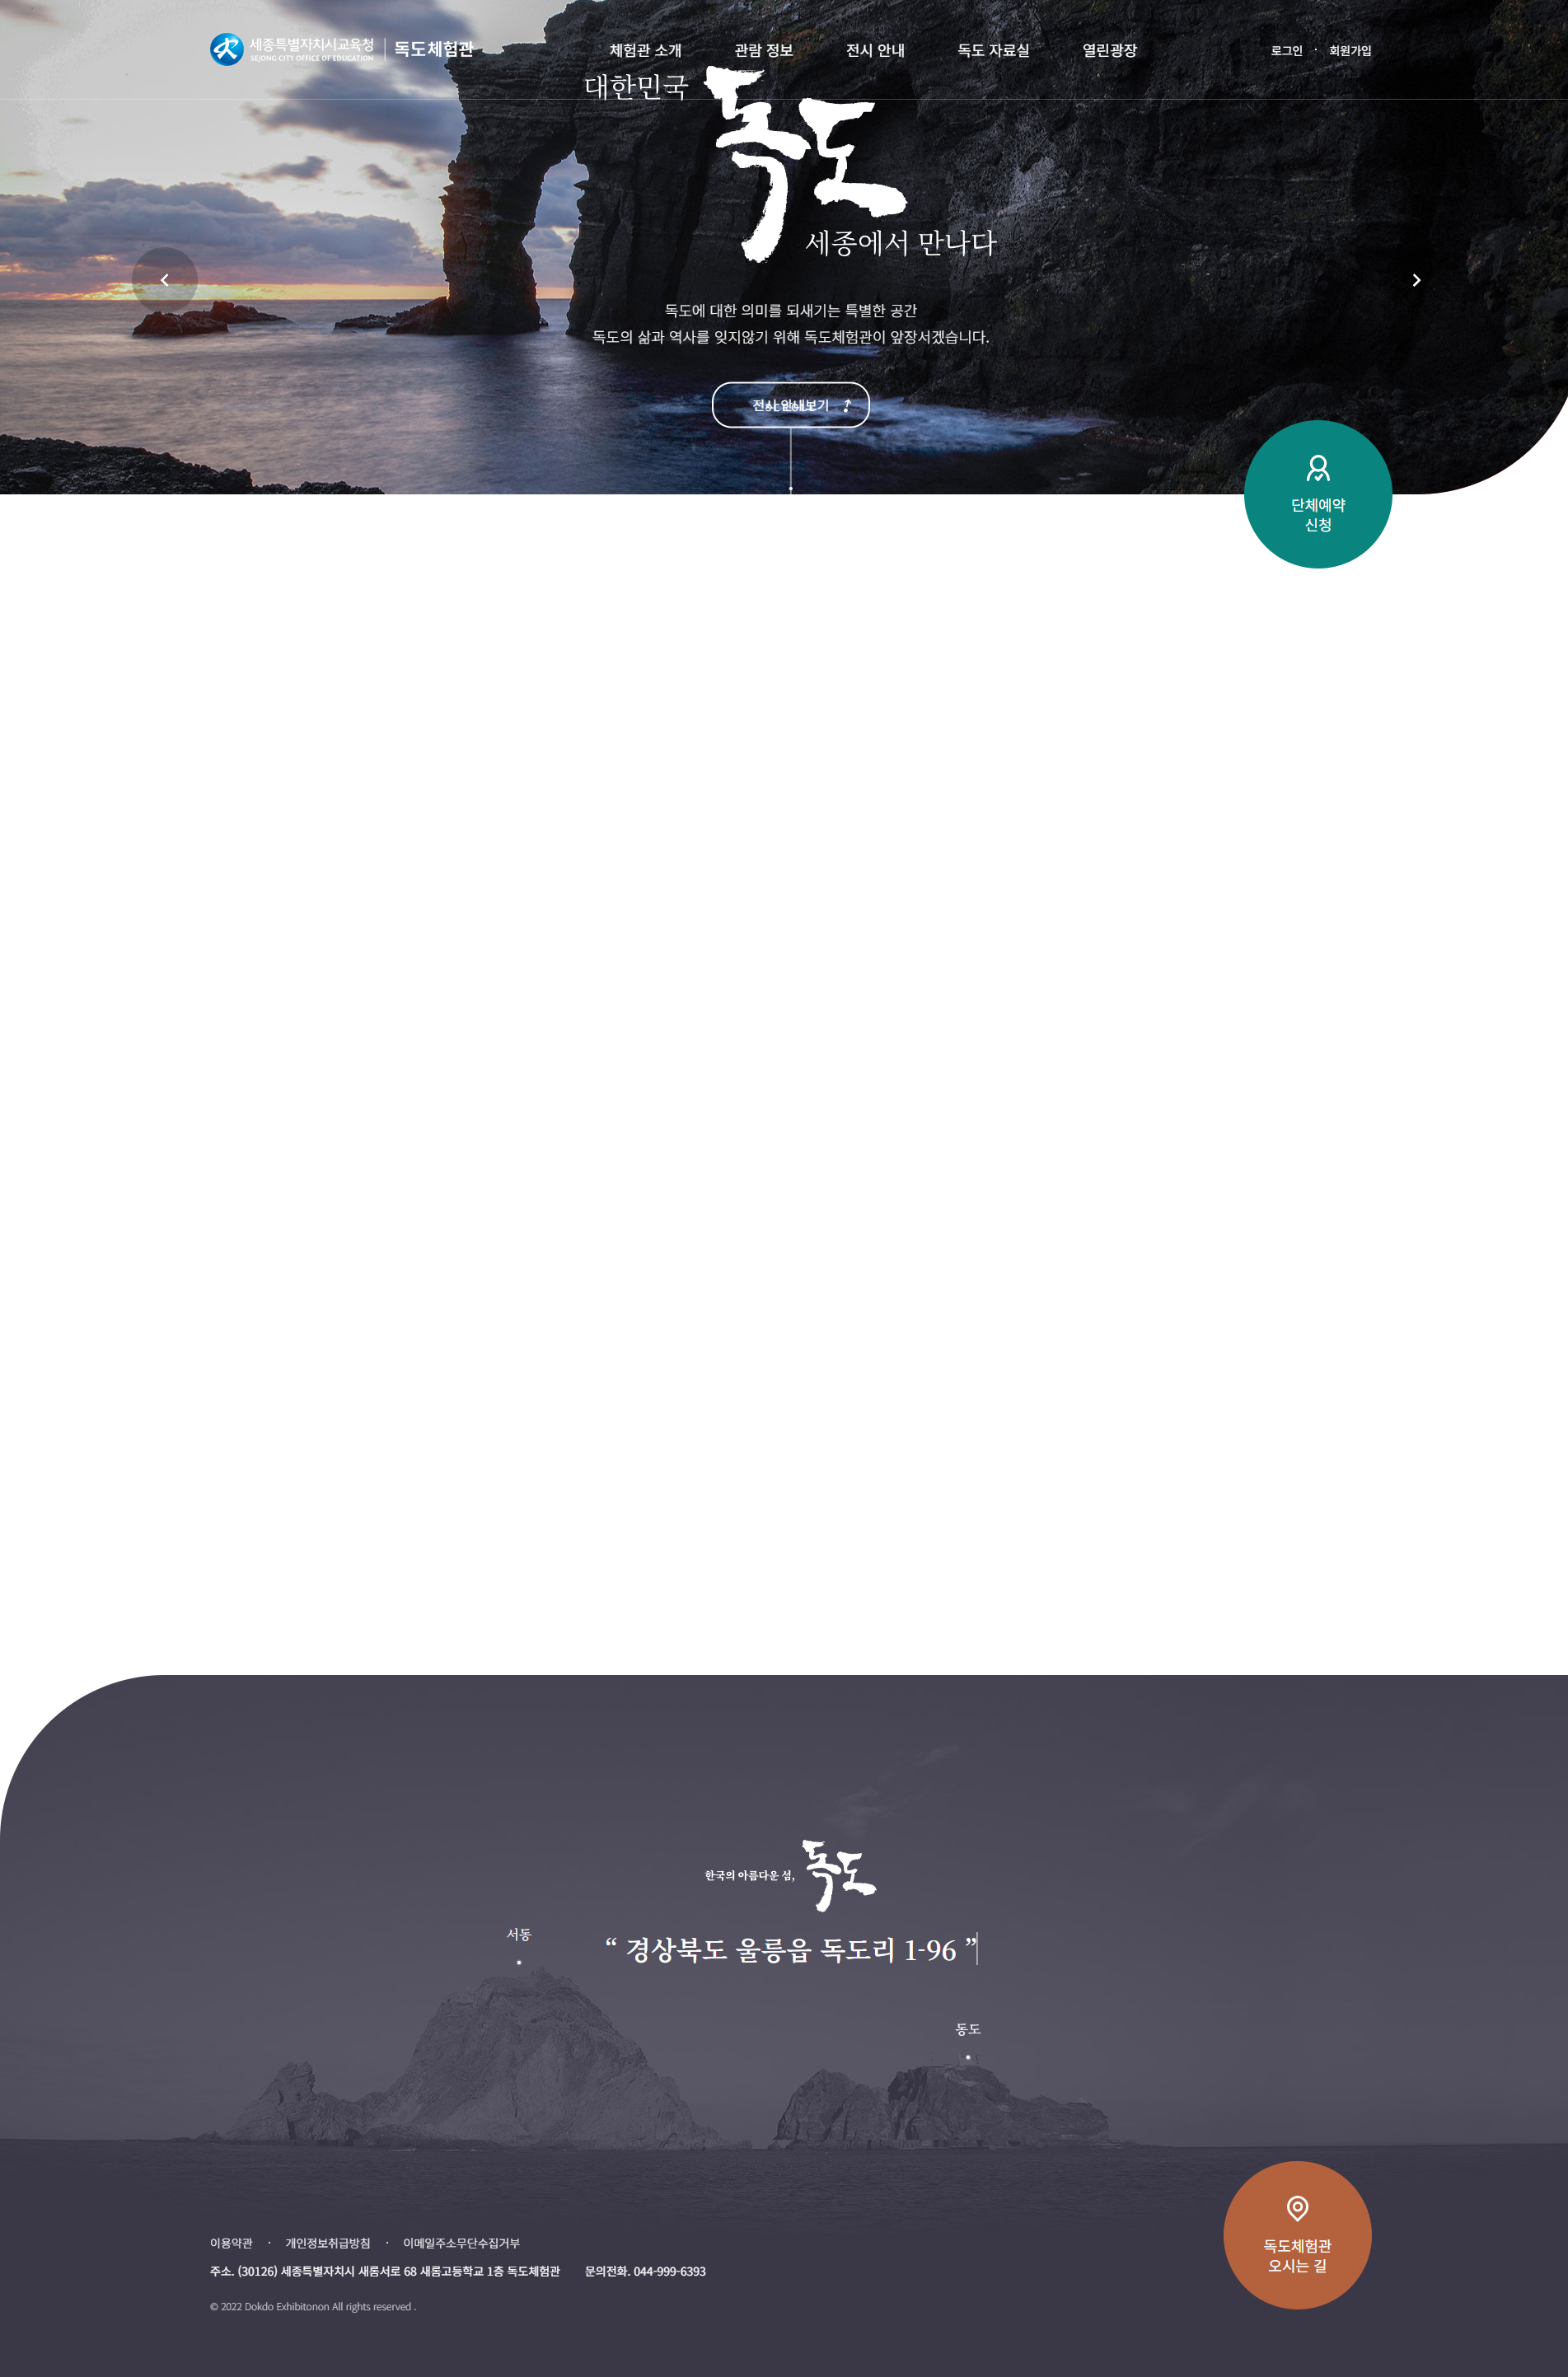 세종특별자치시교육청
SEJONG CITY OFFICE OF EDUCATION
독도체험관
체험관 소개
관람 정보
전시 안내
독도 자료실
열린광장
로그인 · 회원가입
대한민국
독도
세종에서 만나다
독도에 대한 의미를 되새기는 특별한 공간
독도의 삶과 역사를 잊지않기 위해 독도체험관이 앞장서겠습니다.
전시 안내보기
단체예약
신청
한국의 아름다운 섬, 독도
“ 경상북도 울릉읍 독도리 1-96 ”
서동
동도
독도체험관
오시는 길
이용약관 · 개인정보취급방침 · 이메일주소무단수집거부
주소. (30126) 세종특별자치시 새롬서로 68 새롬고등학교 1층 독도체험관 문의전화. 044-999-6393
© 2022 Dokdo Exhibitonon All rights reserved .